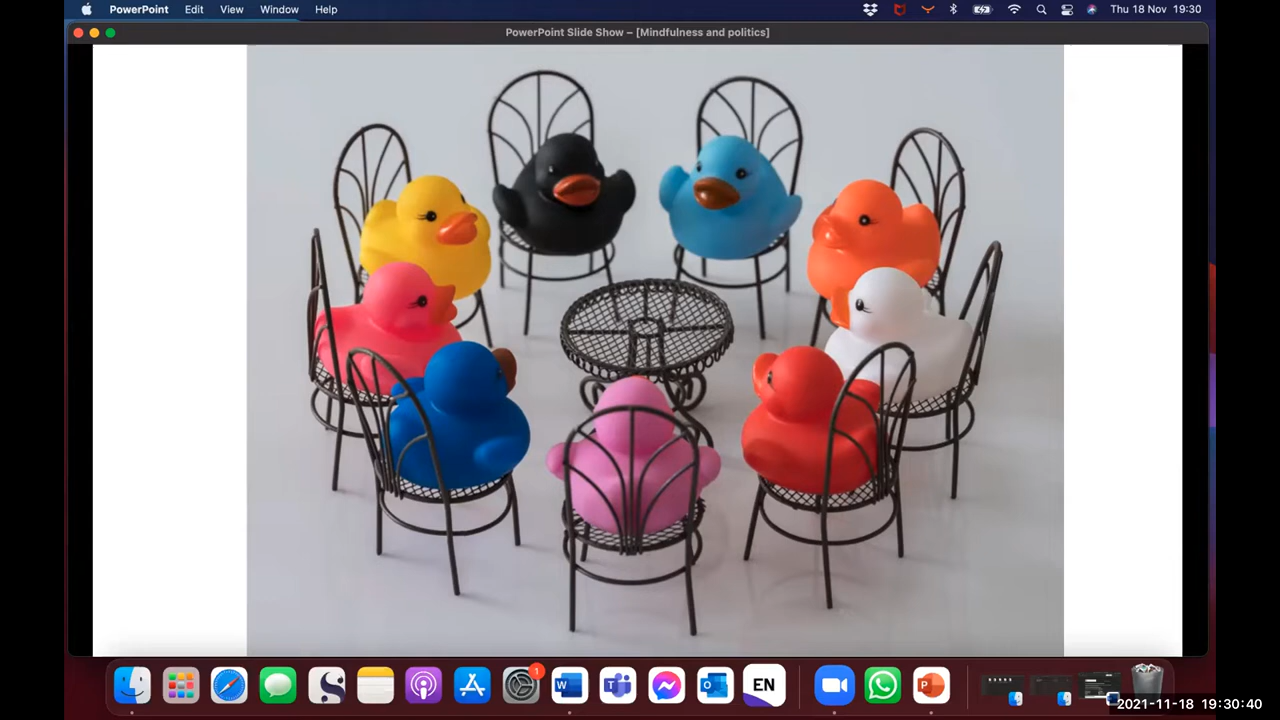 PowerPoint Edit View Window Help Thu 18 Nov 19:30
PowerPoint Slide Show – [Mindfulness and politics]
1
EN
2021-11-18 19:30:40